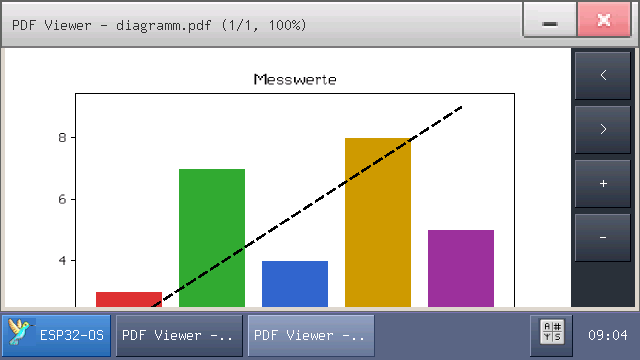 PDF Viewer - diagramm.pdf (1/1, 100%)
Messwerte
8
6
4
<
>
+
-
ESP32-OS
PDF Viewer -..
PDF Viewer -..
A#
TS
09:04